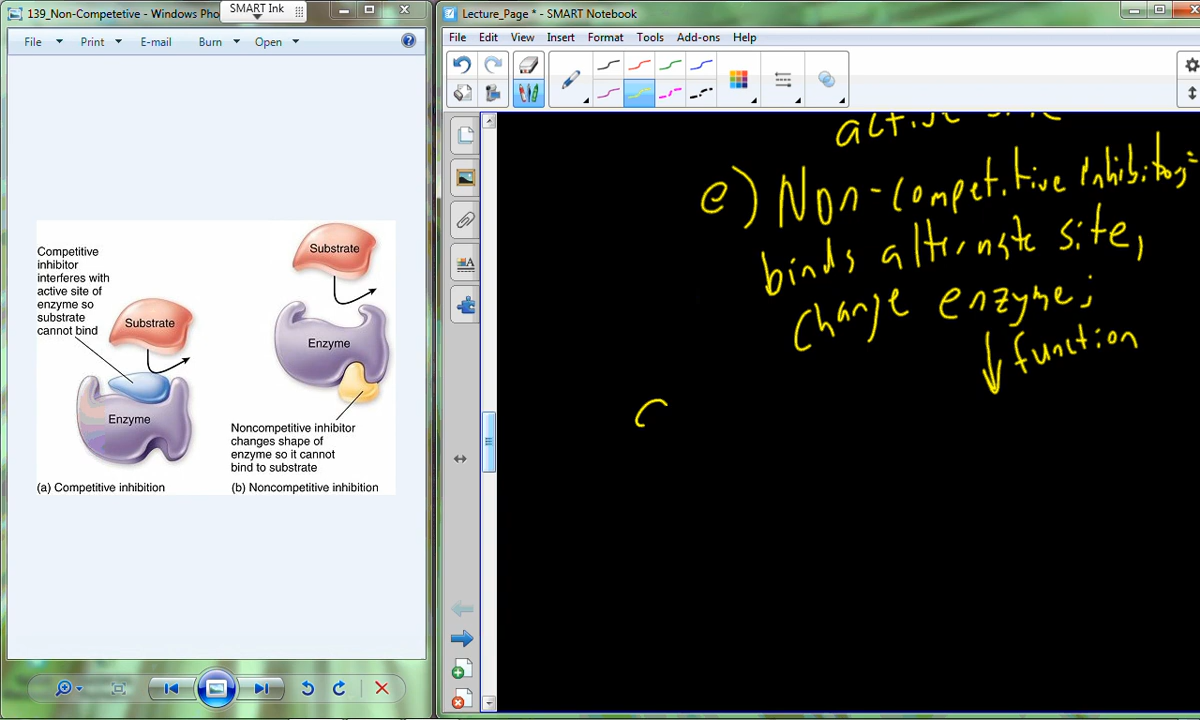 139_Non-Competetive - Windows Pho
SMART Ink
File Print E-mail Burn Open
Competitive
inhibitor
interferes with
active site of
enzyme so
substrate
cannot bind
Substrate
Enzyme
(a) Competitive inhibition
Substrate
Enzyme
Noncompetitive inhibitor
changes shape of
enzyme so it cannot
bind to substrate
(b) Noncompetitive inhibition
Lecture_Page * - SMART Notebook
File Edit View Insert Format Tools Add-ons Help
active site
e) Non-competitive inhibitors=
binds alternate site,
change enzyme;
↓ function